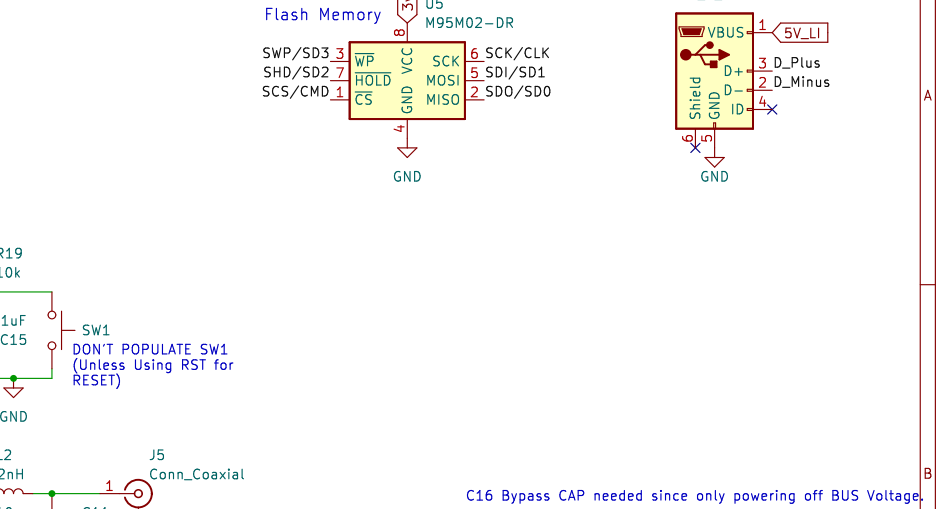 Flash Memory
U5
M95M02-DR
8
SWP/SD3 3 WP VCC SCK 6 SCK/CLK
SHD/SD2 7 HOLD MOSI 5 SDI/SD1
SCS/CMD 1 CS GND MISO 2 SDO/SD0
4
GND
VBUS 1 5V_LI
D+ 3 D_Plus
D- 2 D_Minus
ID 4
Shield GND
6 5
GND
A
R19
10k
1uF
C15
SW1
DON'T POPULATE SW1
(Unless Using RST for
RESET)
GND
L2
2nH
J5
Conn_Coaxial
1
B
C16 Bypass CAP needed since only powering off BUS Voltage.